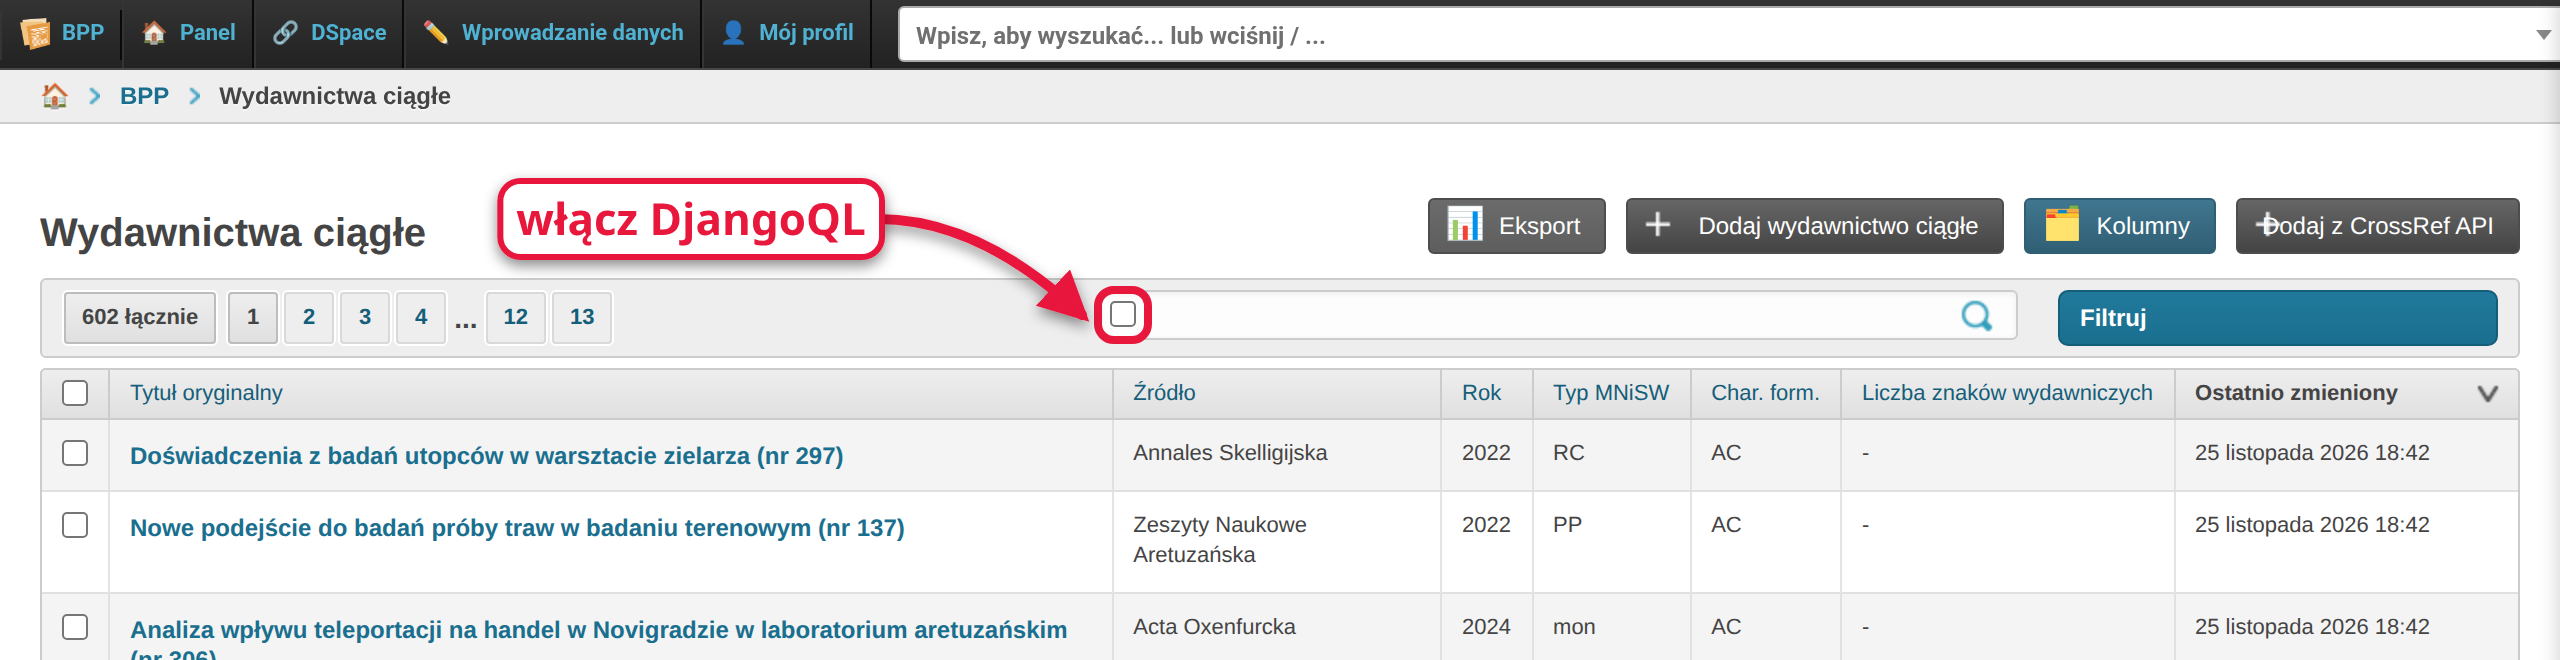 BPP Panel DSpace Wprowadzanie danych Mój profil Wpisz, aby wyszukać... lub wciśnij / ...
BPP Wydawnictwa ciągłe
włącz DjangoQL
Wydawnictwa ciągłe
Eksport Dodaj wydawnictwo ciągłe Kolumny Dodaj z CrossRef API
602 łącznie 1 2 3 4 ... 12 13 Filtruj
Tytuł oryginalny Źródło Rok Typ MNiSW Char. form. Liczba znaków wydawniczych Ostatnio zmieniony
Doświadczenia z badań utopców w warsztacie zielarza (nr 297) Annales Skelligijska 2022 RC AC - 25 listopada 2026 18:42
Nowe podejście do badań próby traw w badaniu terenowym (nr 137) Zeszyty Naukowe 2022 PP AC - 25 listopada 2026 18:42
Aretuzańska
Analiza wpływu teleportacji na handel w Novigradzie w laboratorium aretuzańskim Acta Oxenfurcka 2024 mon AC - 25 listopada 2026 18:42
(nr 306)